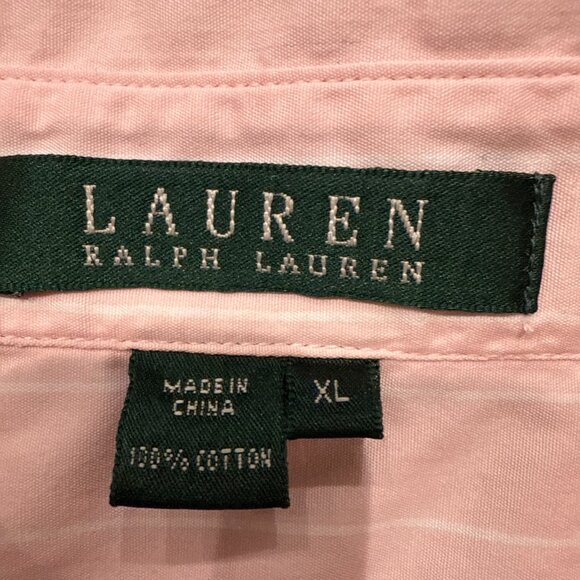 LAUREN
RALPH LAUREN
MADE IN
CHINA
XL
100% COTTON